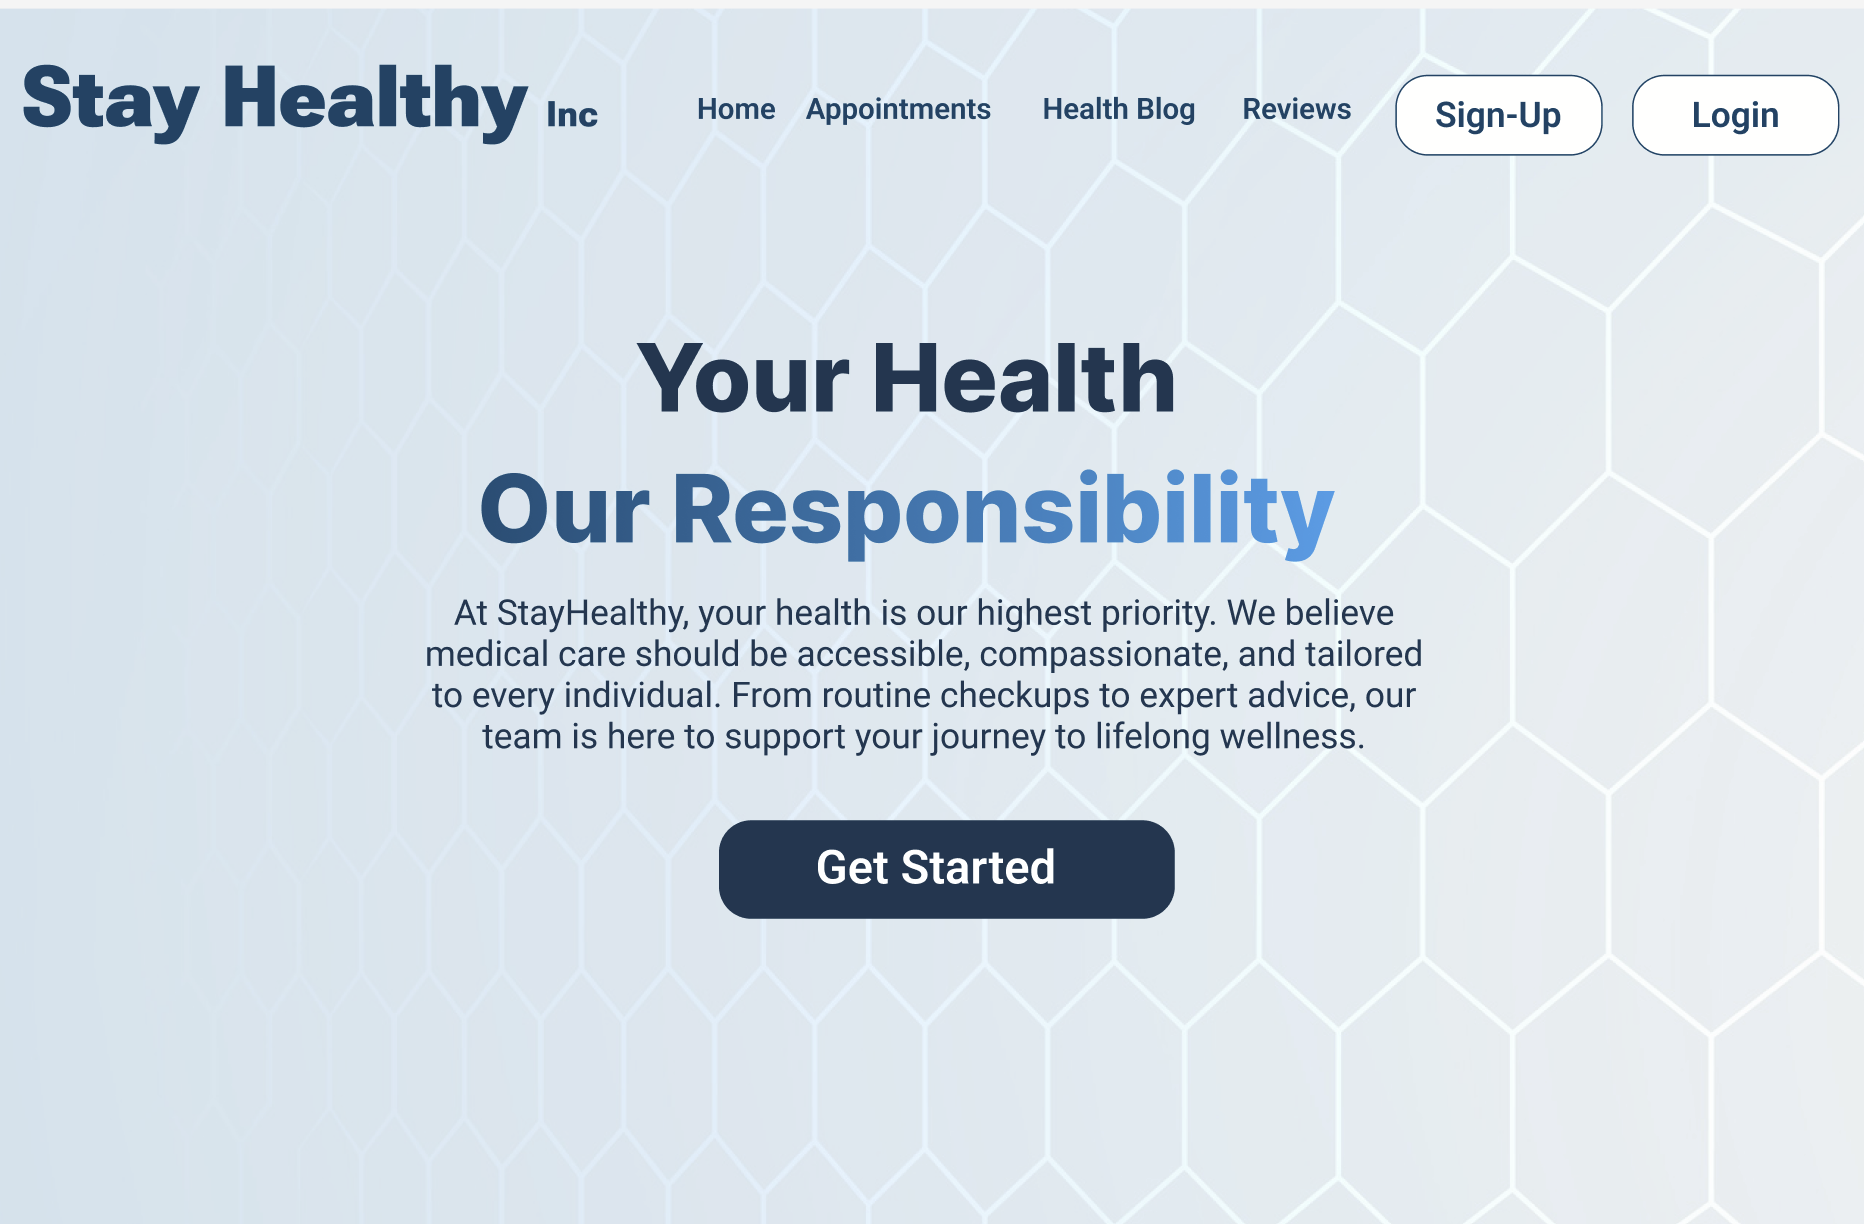 Stay Healthy Inc
Home Appointments Health Blog Reviews Sign-Up Login
Your Health
Our Responsibility
At StayHealthy, your health is our highest priority. We believe
medical care should be accessible, compassionate, and tailored
to every individual. From routine checkups to expert advice, our
team is here to support your journey to lifelong wellness.
Get Started